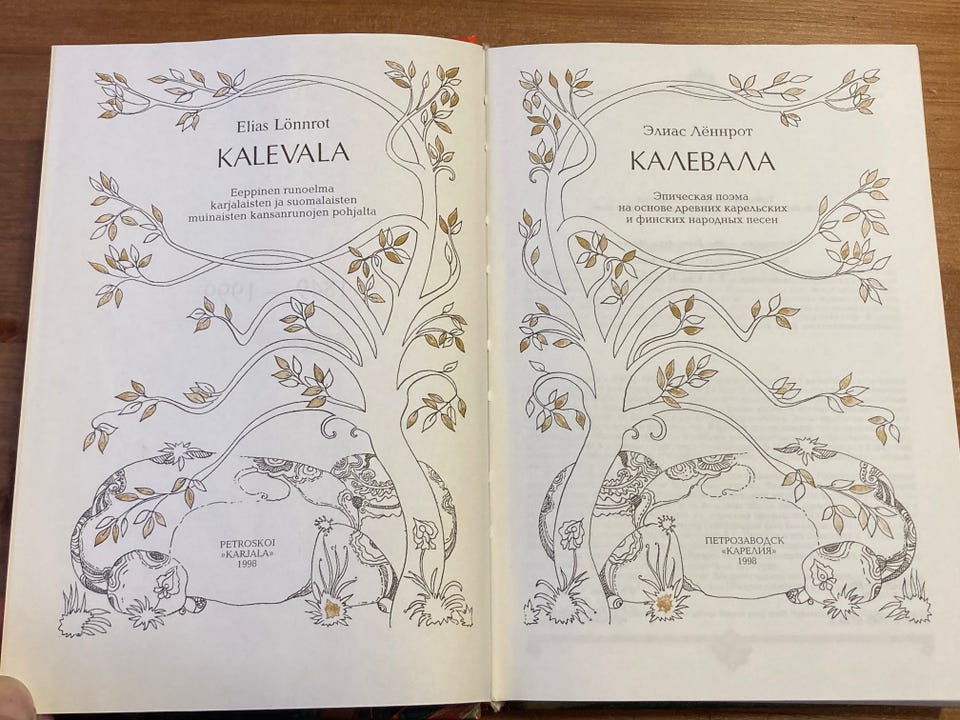 Elias Lönnrot
KALEVALA
Eeppinen runoelma
karjalaisten ja suomalaisten
muinaisten kansanrunojen pohjalta
PETROSKOI
«KARJALA»
1998
Элиас Лённрот
КАЛЕВАЛА
Эпическая поэма
на основе древних карельских
и финских народных песен
ПЕТРОЗАВОДСК
«КАРЕЛИЯ»
1998